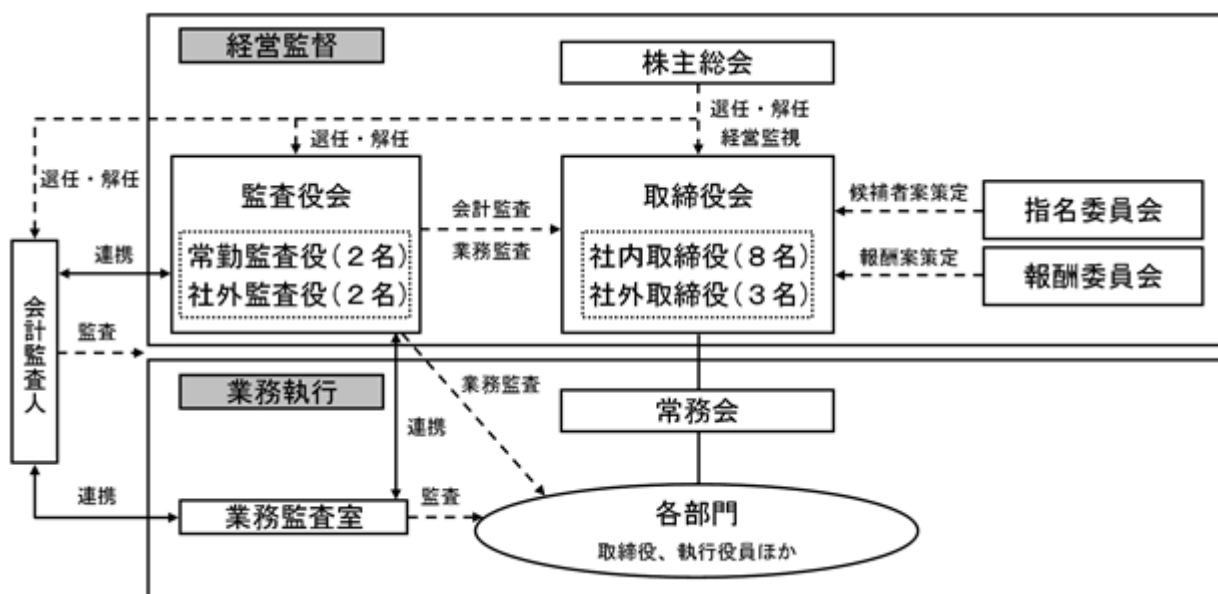 経営監督
株主総会
選任・解任
経営監視
選任・解任
選任・解任
監査役会
常勤監査役(２名)
社外監査役(２名)
会計監査
業務監査
取締役会
社内取締役(８名)
社外取締役(３名)
候補者案策定
指名委員会
報酬案策定
報酬委員会
連携
会計監査人
監査
業務執行
業務監査
常務会
連携
連携
業務監査室
監査
各部門
取締役、執行役員ほか